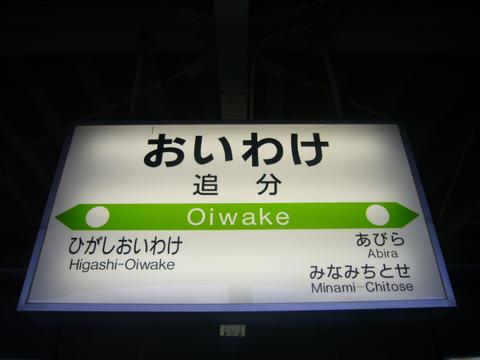 おいわけ
追分
Oiwake
ひがしおいわけ
Higashi-Oiwake
あびら
Abira
みなみちとせ
Minami-Chitose